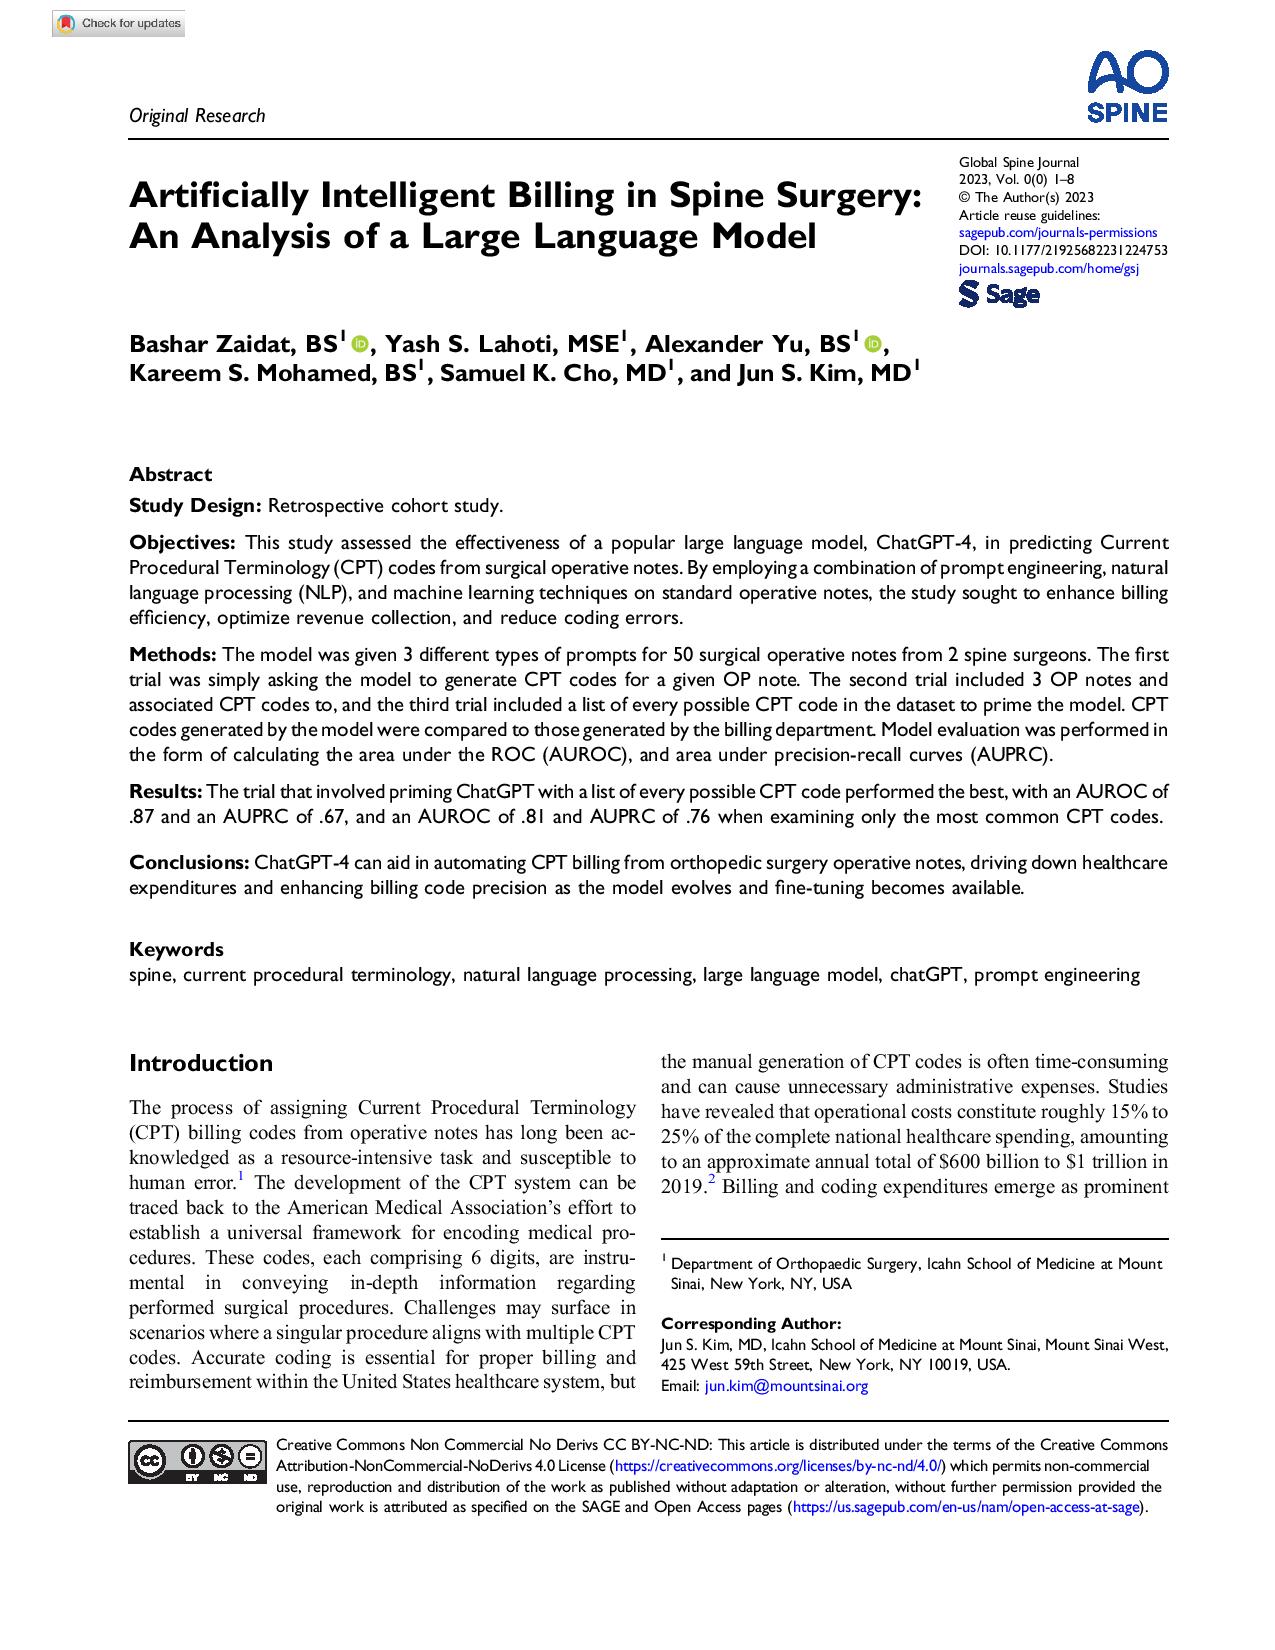 Check for updates
AO
SPINE
Original Research
Artificially Intelligent Billing in Spine Surgery:
An Analysis of a Large Language Model
Global Spine Journal
2023, Vol. 0(0) 1–8
© The Author(s) 2023
Article reuse guidelines:
sagepub.com/journals-permissions
DOI: 10.1177/21925682231224753
journals.sagepub.com/home/gsj
Sage
Bashar Zaidat, BS1 iD, Yash S. Lahoti, MSE1, Alexander Yu, BS1 iD,
Kareem S. Mohamed, BS1, Samuel K. Cho, MD1, and Jun S. Kim, MD1
Abstract
Study Design: Retrospective cohort study.
Objectives: This study assessed the effectiveness of a popular large language model, ChatGPT-4, in predicting Current
Procedural Terminology (CPT) codes from surgical operative notes. By employing a combination of prompt engineering, natural
language processing (NLP), and machine learning techniques on standard operative notes, the study sought to enhance billing
efficiency, optimize revenue collection, and reduce coding errors.
Methods: The model was given 3 different types of prompts for 50 surgical operative notes from 2 spine surgeons. The first
trial was simply asking the model to generate CPT codes for a given OP note. The second trial included 3 OP notes and
associated CPT codes to, and the third trial included a list of every possible CPT code in the dataset to prime the model. CPT
codes generated by the model were compared to those generated by the billing department. Model evaluation was performed in
the form of calculating the area under the ROC (AUROC), and area under precision-recall curves (AUPRC).
Results: The trial that involved priming ChatGPT with a list of every possible CPT code performed the best, with an AUROC of
.87 and an AUPRC of .67, and an AUROC of .81 and AUPRC of .76 when examining only the most common CPT codes.
Conclusions: ChatGPT-4 can aid in automating CPT billing from orthopedic surgery operative notes, driving down healthcare
expenditures and enhancing billing code precision as the model evolves and fine-tuning becomes available.
Keywords
spine, current procedural terminology, natural language processing, large language model, chatGPT, prompt engineering
Introduction
The process of assigning Current Procedural Terminology
(CPT) billing codes from operative notes has long been ac-
knowledged as a resource-intensive task and susceptible to
human error.1 The development of the CPT system can be
traced back to the American Medical Association's effort to
establish a universal framework for encoding medical pro-
cedures. These codes, each comprising 6 digits, are instru-
mental in conveying in-depth information regarding
performed surgical procedures. Challenges may surface in
scenarios where a singular procedure aligns with multiple CPT
codes. Accurate coding is essential for proper billing and
reimbursement within the United States healthcare system, but
the manual generation of CPT codes is often time-consuming
and can cause unnecessary administrative expenses. Studies
have revealed that operational costs constitute roughly 15% to
25% of the complete national healthcare spending, amounting
to an approximate annual total of $600 billion to $1 trillion in
2019.2 Billing and coding expenditures emerge as prominent
1 Department of Orthopaedic Surgery, Icahn School of Medicine at Mount
Sinai, New York, NY, USA
Corresponding Author:
Jun S. Kim, MD, Icahn School of Medicine at Mount Sinai, Mount Sinai West,
425 West 59th Street, New York, NY 10019, USA.
Email: jun.kim@mountsinai.org
cc BY NC ND
Creative Commons Non Commercial No Derivs CC BY-NC-ND: This article is distributed under the terms of the Creative Commons
Attribution-NonCommercial-NoDerivs 4.0 License (https://creativecommons.org/licenses/by-nc-nd/4.0/) which permits non-commercial
use, reproduction and distribution of the work as published without adaptation or alteration, without further permission provided the
original work is attributed as specified on the SAGE and Open Access pages (https://us.sagepub.com/en-us/nam/open-access-at-sage).